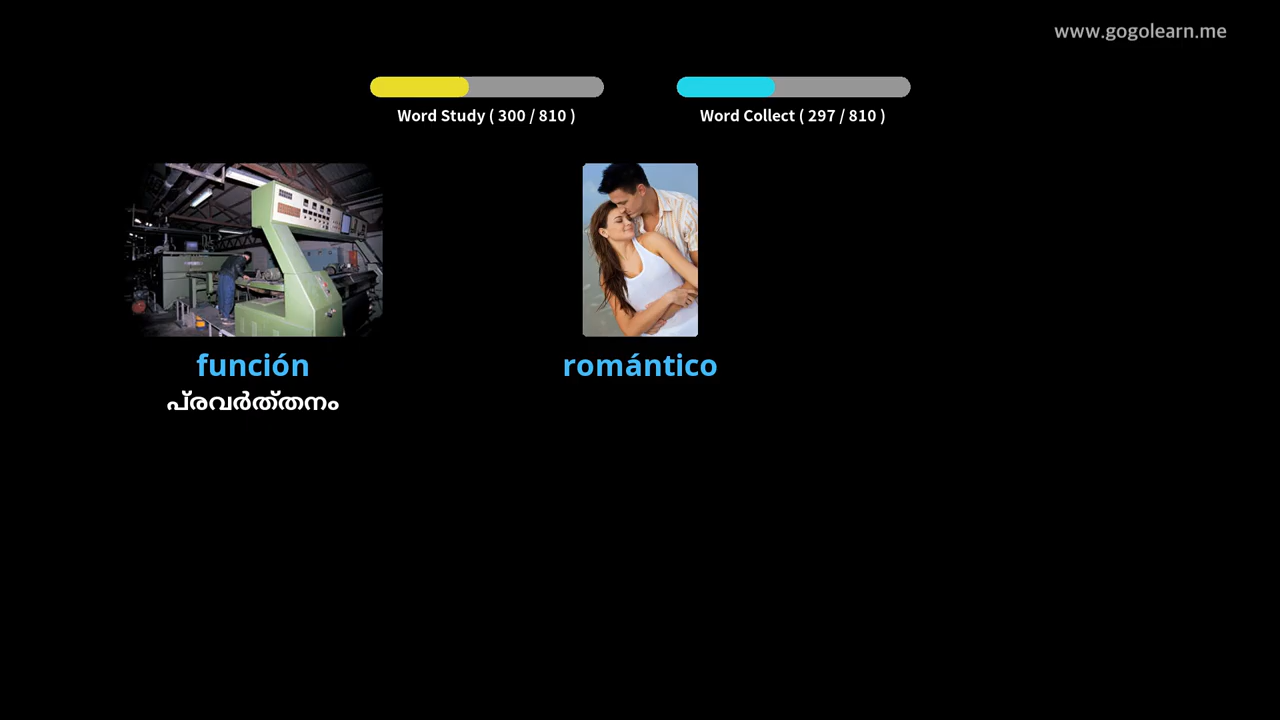 www.gogolearn.me
Word Study ( 300 / 810 )
Word Collect ( 297 / 810 )
función
romántico
പ്രവർത്തനം